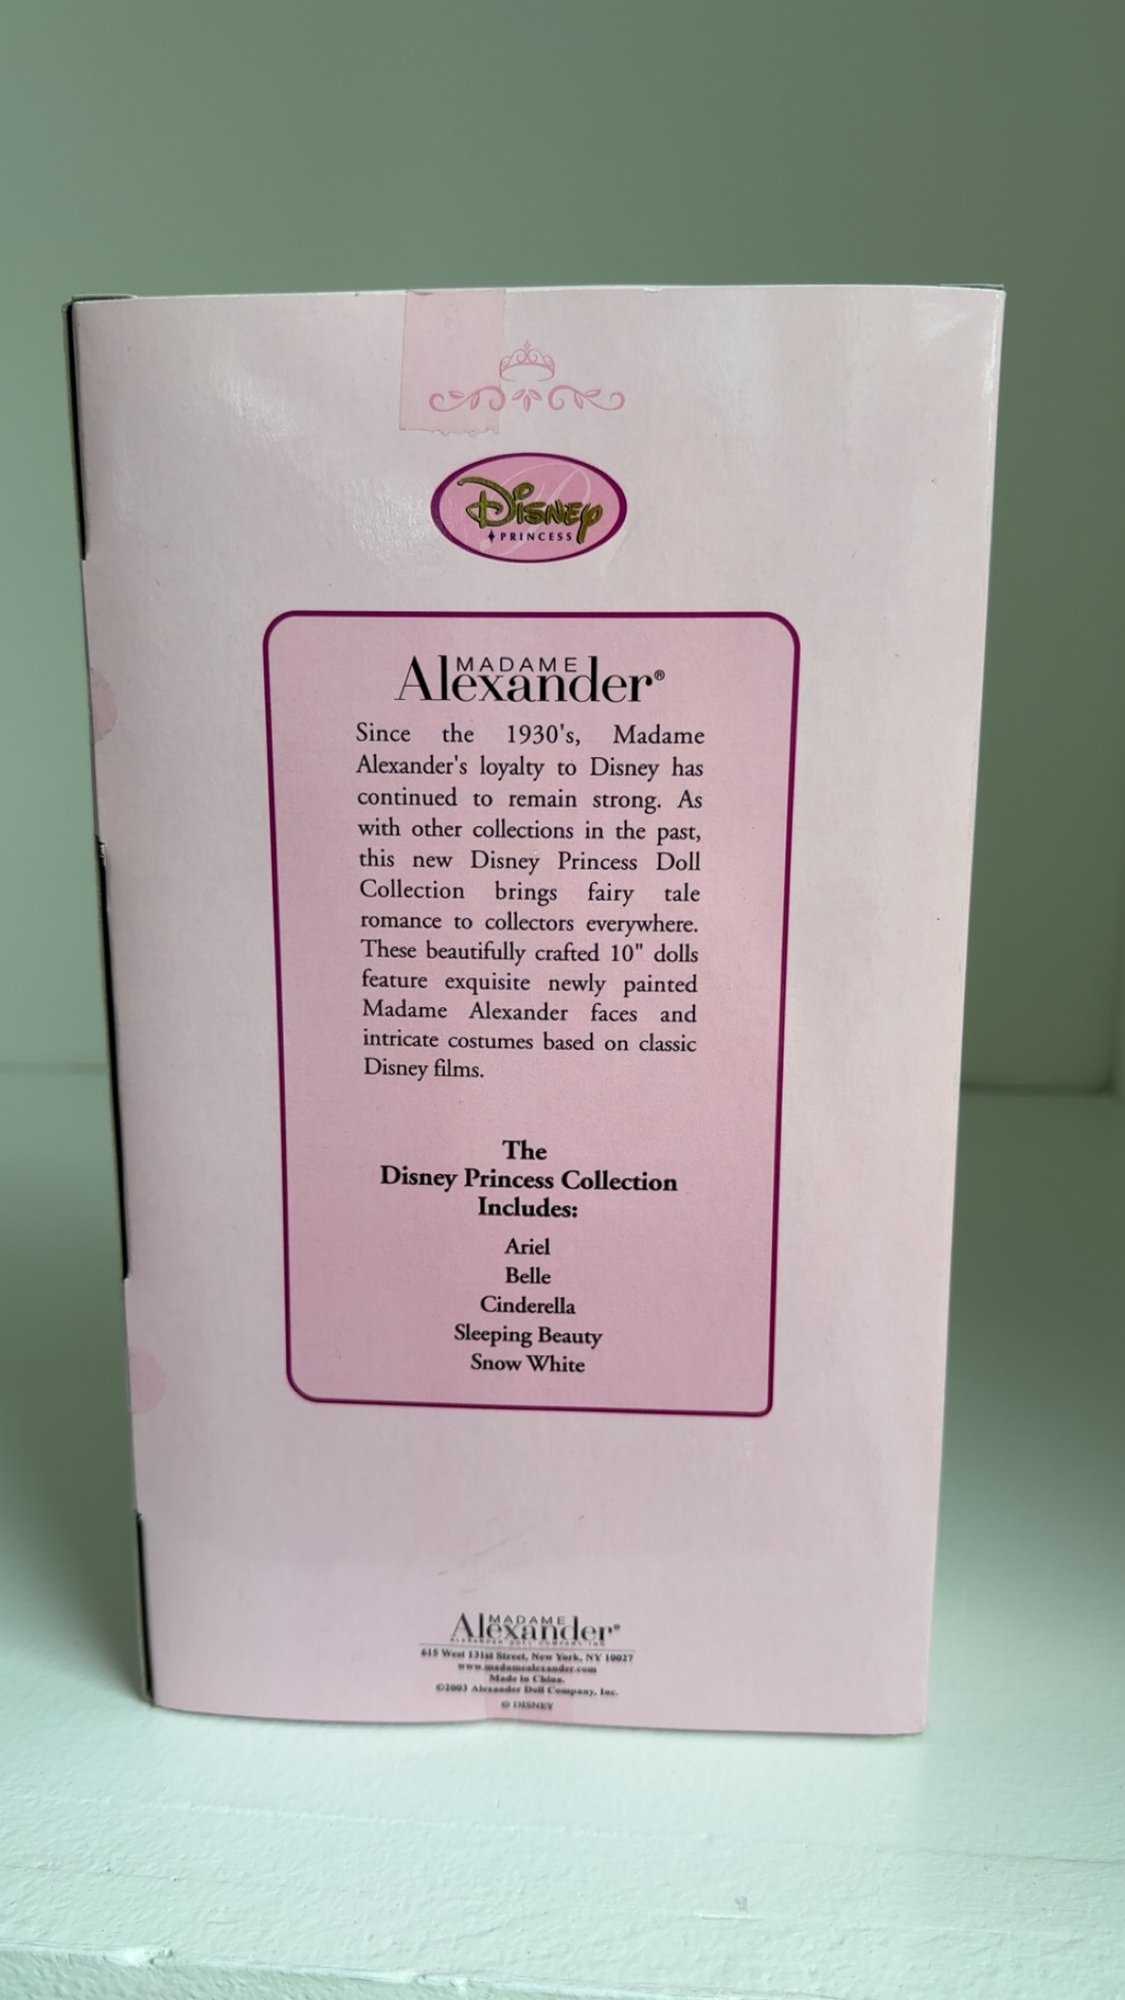 Disney
PRINCESS
MADAME
Alexander®
Since the 1930's, Madame
Alexander's loyalty to Disney has
continued to remain strong. As
with other collections in the past,
this new Disney Princess Doll
Collection brings fairy tale
romance to collectors everywhere.
These beautifully crafted 10" dolls
feature exquisite newly painted
Madame Alexander faces and
intricate costumes based on classic
Disney films.
The
Disney Princess Collection
Includes:
Ariel
Belle
Cinderella
Sleeping Beauty
Snow White
MADAME
Alexander®
ALEXANDER DOLL COMPANY, INC.
615 West 131st Street, New York, NY 10027
www.madamealexander.com
Made in China.
©2003 Alexander Doll Company, Inc.
© DISNEY